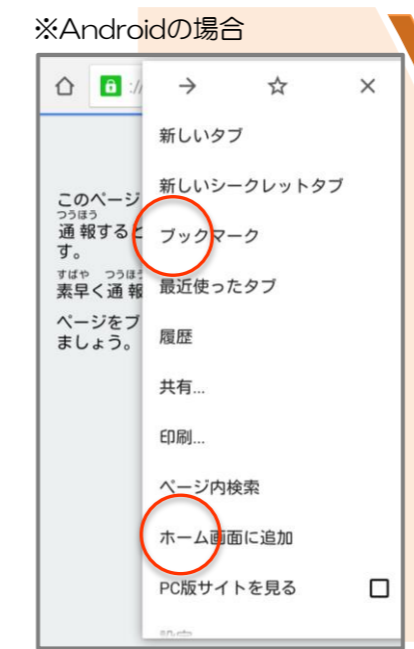 ※Androidの場合
://
新しいタブ
新しいシークレットタブ
このページ
つうほう
通報すると
す。
ブックマーク
すばや つうほう
素早く通報
最近使ったタブ
ページをブ
ましょう。
履歴
共有...
印刷...
ページ内検索
ホーム画面に追加
PC版サイトを見る